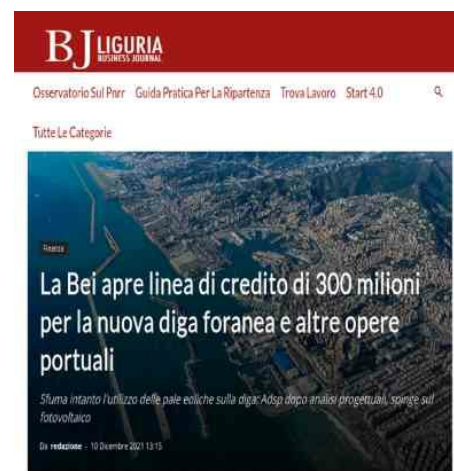 BJ LIGURIA
BUSINESS JOURNAL
Osservatorio Sul Pnrr Guida Pratica Per La Ripartenza Trova Lavoro Start 4.0
Tutte Le Categorie
Finanza
La Bei apre linea di credito di 300 milioni
per la nuova diga foranea e altre opere
portuali
Sfuma intanto l'utilizzo delle pale eoliche sulla diga: Adsp dopo analisi progettuali, spinge sul
fotovoltaico
Da redazione - 10 Dicembre 2021 13:15